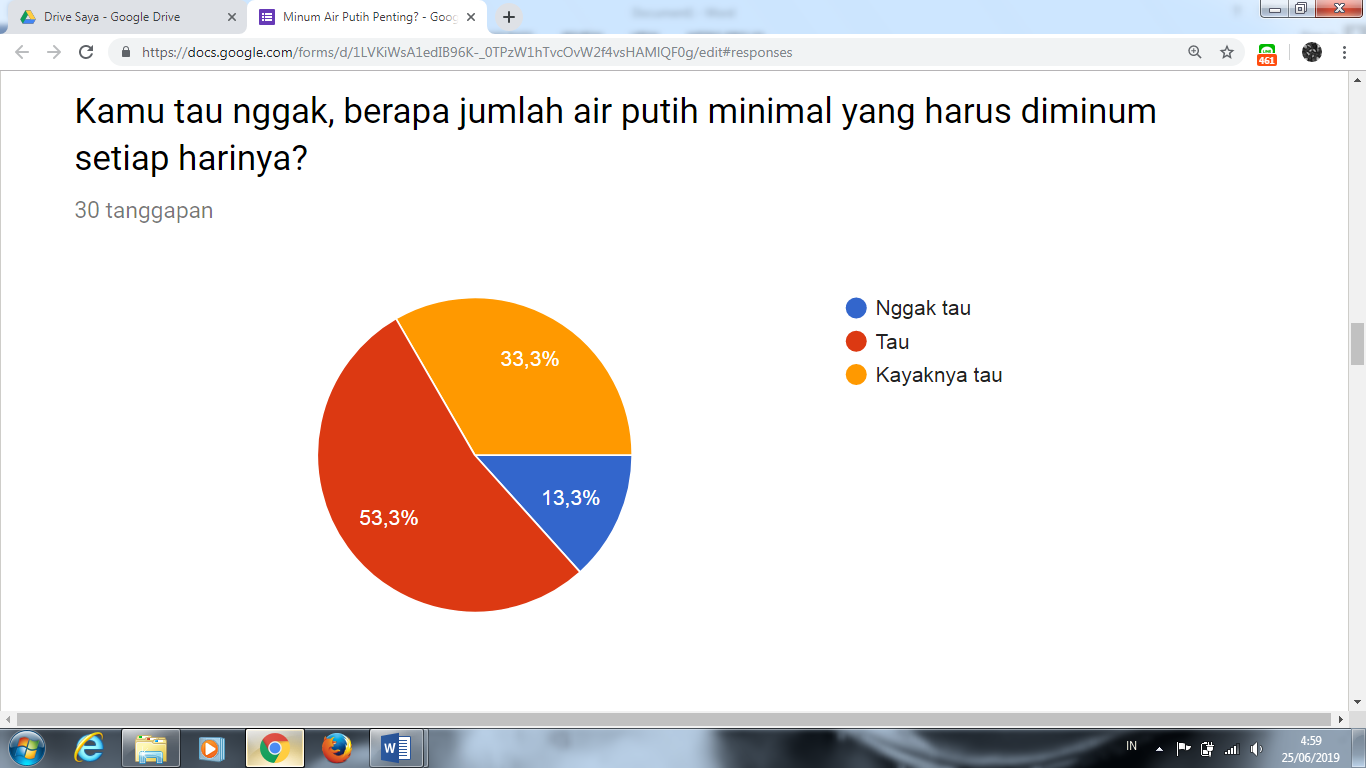 Drive Saya - Google Drive
Minum Air Putih Penting? - Goog
https://docs.google.com/forms/d/1LVKiWsA1edIB96K-_0TPzW1hTvcOvW2f4vsHAMlQF0g/edit#responses
461
Kamu tau nggak, berapa jumlah air putih minimal yang harus diminum
setiap harinya?
30 tanggapan
Nggak tau
Tau
Kayaknya tau
33,3%
13,3%
53,3%
IN
4:59
25/06/2019